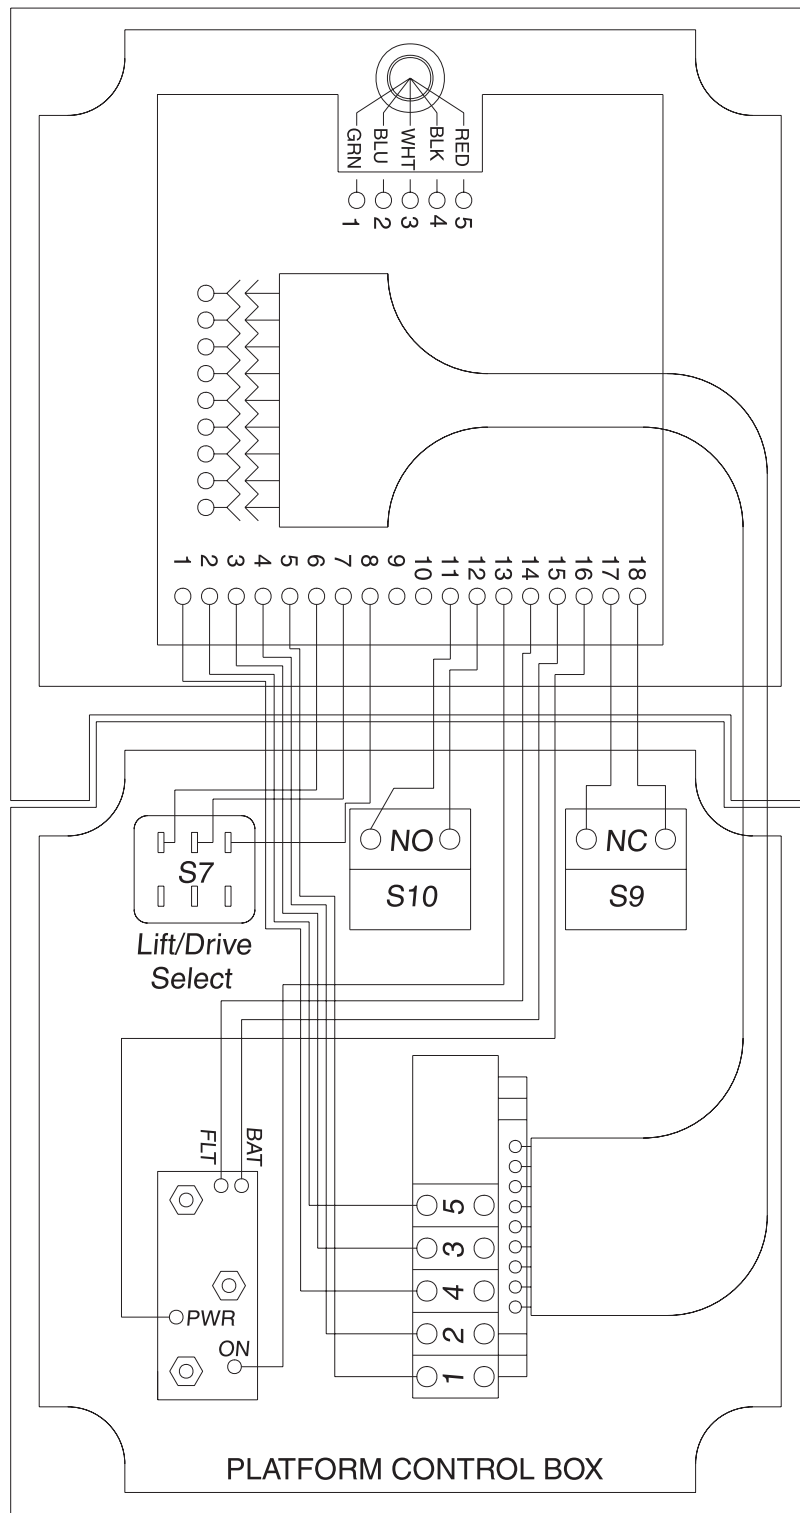 GRN BLU WHT BLK RED
1 2 3 4 5
1 2 3 4 5 6 7 8 9 10 11 12 13 14 15 16 17 18
NO
NC
S7
S10
S9
Lift/Drive
Select
FLT BAT
5
3
PWR
4
ON
2
1
PLATFORM CONTROL BOX